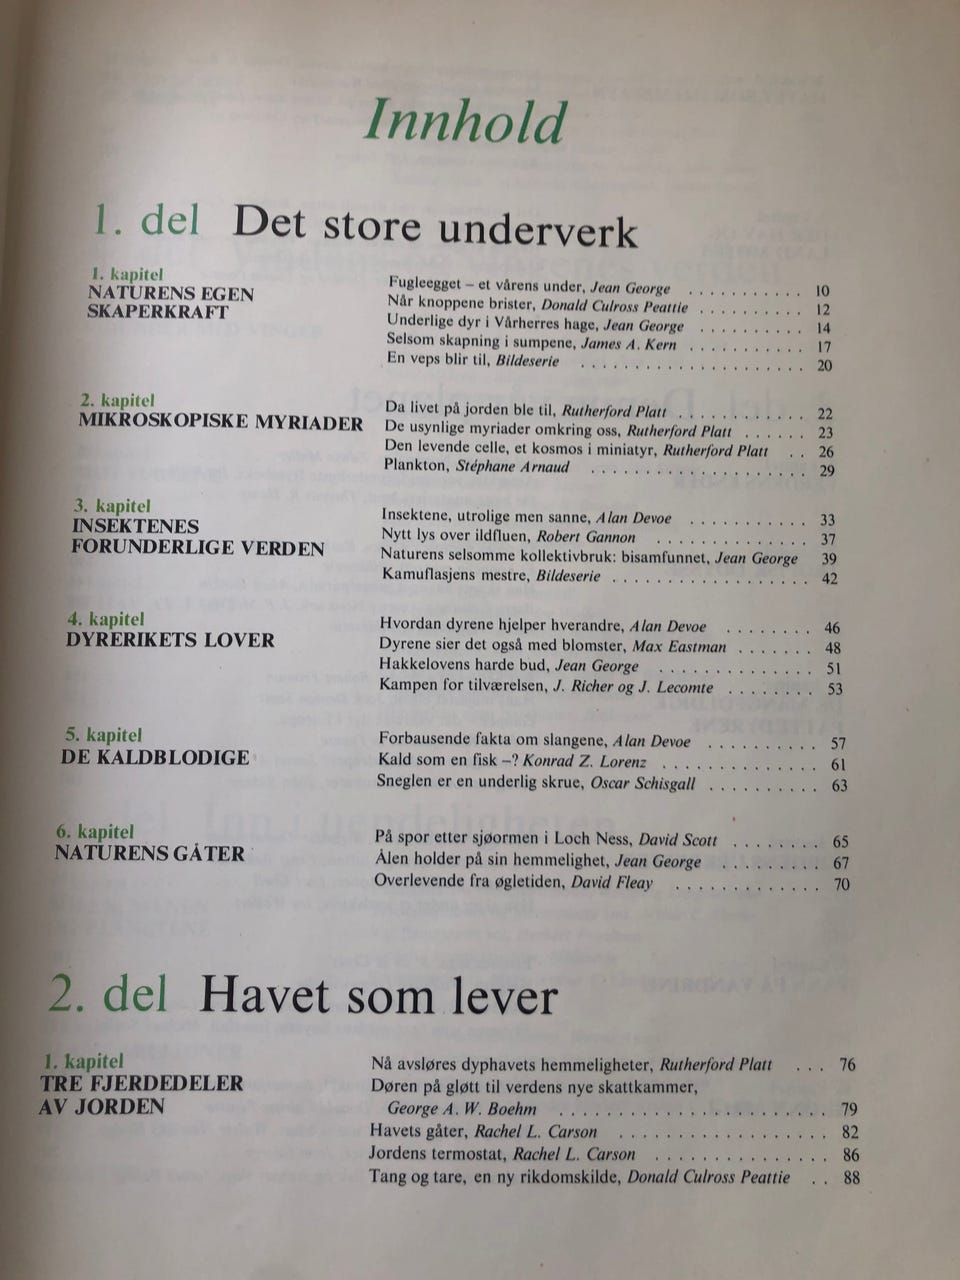 Innhold
1. del Det store underverk
1. kapitel
NATURENS EGEN
SKAPERKRAFT
Fugleegget – et vårens under, Jean George . . . . . . . . . . . 10
Når knoppene brister, Donald Culross Peattie . . . . . . . . . . 12
Underlige dyr i Vårherres hage, Jean George . . . . . . . . . . 14
Selsom skapning i sumpene, James A. Kern . . . . . . . . . . . 17
En veps blir til, Bildeserie . . . . . . . . . . . . . . . . . . . . . 20
2. kapitel
MIKROSKOPISKE MYRIADER
Da livet på jorden ble til, Rutherford Platt . . . . . . . . . . . . 22
De usynlige myriader omkring oss, Rutherford Platt . . . . . . 23
Den levende celle, et kosmos i miniatyr, Rutherford Platt . . 26
Plankton, Stéphane Arnaud . . . . . . . . . . . . . . . . . . . . 29
3. kapitel
INSEKTENES
FORUNDERLIGE VERDEN
Insektene, utrolige men sanne, Alan Devoe . . . . . . . . . . . 33
Nytt lys over ildfluen, Robert Gannon . . . . . . . . . . . . . . 37
Naturens selsomme kollektivbruk: bisamfunnet, Jean George 39
Kamuflasjens mestre, Bildeserie . . . . . . . . . . . . . . . . . . 42
4. kapitel
DYRERIKETS LOVER
Hvordan dyrene hjelper hverandre, Alan Devoe . . . . . . . . 46
Dyrene sier det også med blomster, Max Eastman . . . . . . . 48
Hakkelovens harde bud, Jean George . . . . . . . . . . . . . . 51
Kampen for tilværelsen, J. Richer og J. Lecomte . . . . . . . . 53
5. kapitel
DE KALDBLODIGE
Forbausende fakta om slangene, Alan Devoe . . . . . . . . . . 57
Kald som en fisk –? Konrad Z. Lorenz . . . . . . . . . . . . . . 61
Sneglen er en underlig skrue, Oscar Schisgall . . . . . . . . . . 63
6. kapitel
NATURENS GÅTER
På spor etter sjøormen i Loch Ness, David Scott . . . . . . . . 65
Ålen holder på sin hemmelighet, Jean George . . . . . . . . . 67
Overlevende fra øgletiden, David Fleay . . . . . . . . . . . . . 70
2. del Havet som lever
1. kapitel
TRE FJERDEDELER
AV JORDEN
Nå avsløres dyphavets hemmeligheter, Rutherford Platt . . . 76
Døren på gløtt til verdens nye skattkammer,
George A. W. Boehm . . . . . . . . . . . . . . . . . . . . . . . 79
Havets gåter, Rachel L. Carson . . . . . . . . . . . . . . . . . . 82
Jordens termostat, Rachel L. Carson . . . . . . . . . . . . . . . 86
Tang og tare, en ny rikdomskilde, Donald Culross Peattie . . 88